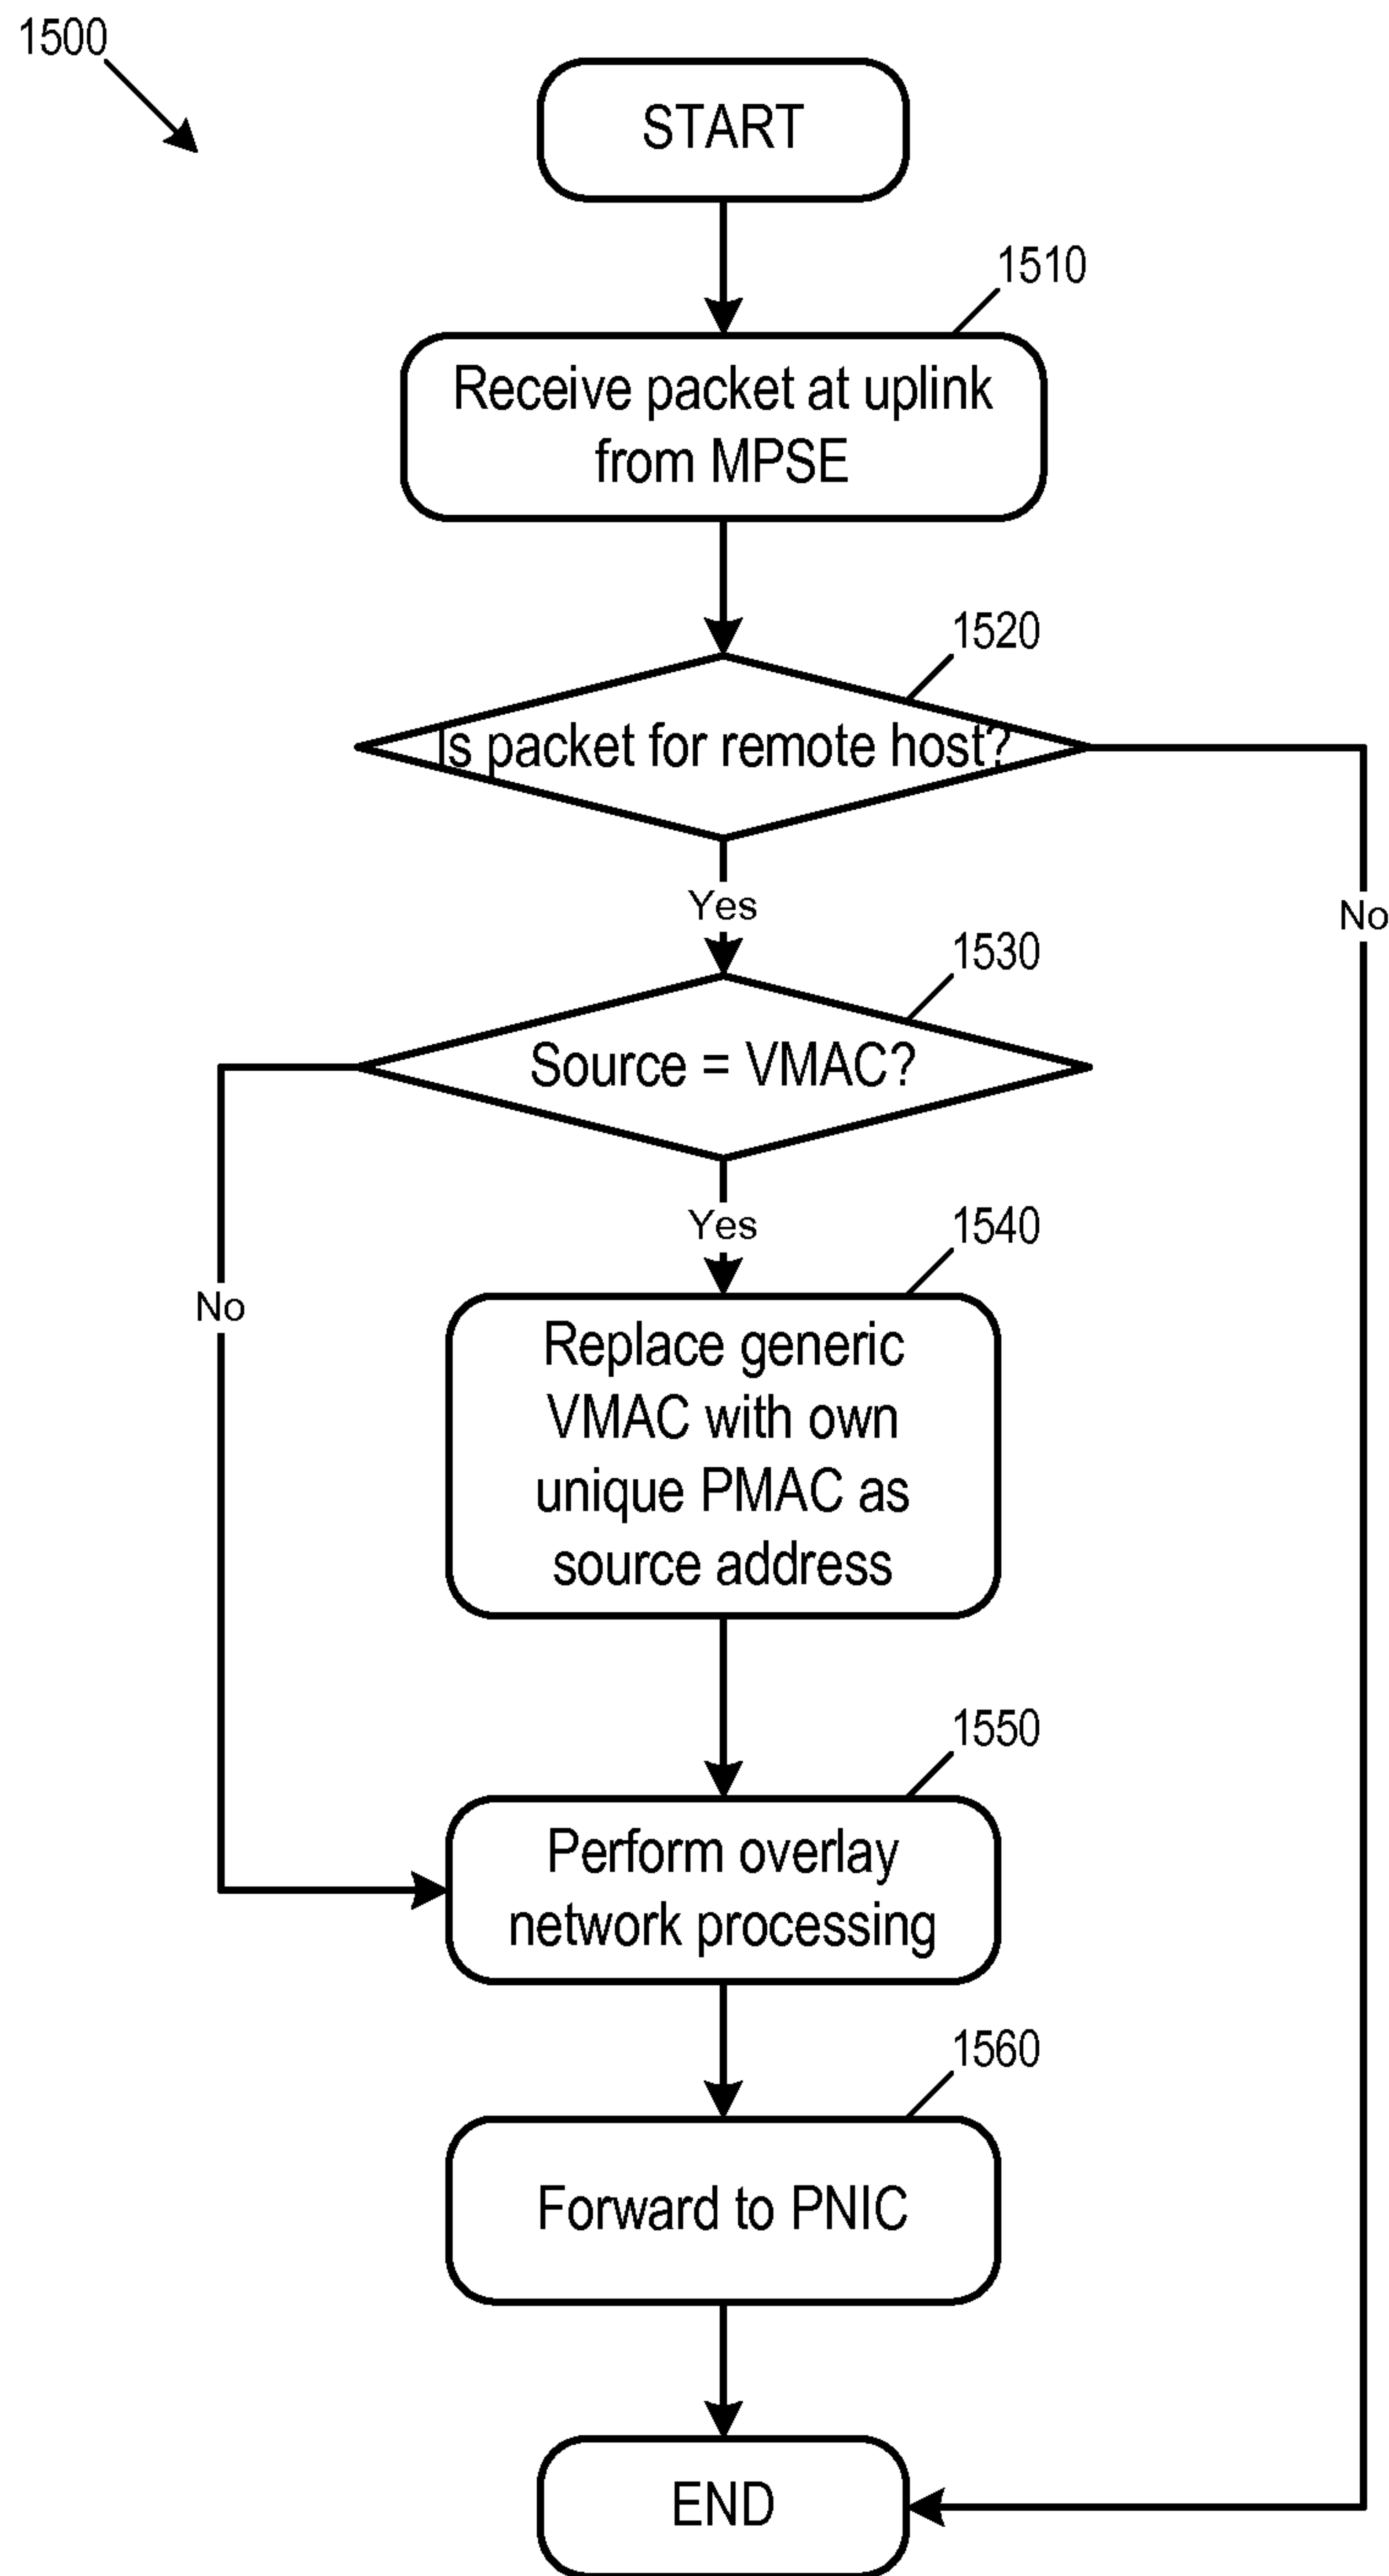 1500
START
1510
Receive packet at uplink
from MPSE
1520
Is packet for remote host?
Yes
No
1530
Source = VMAC?
Yes
No
1540
Replace generic
VMAC with own
unique PMAC as
source address
1550
Perform overlay
network processing
1560
Forward to PNIC
END